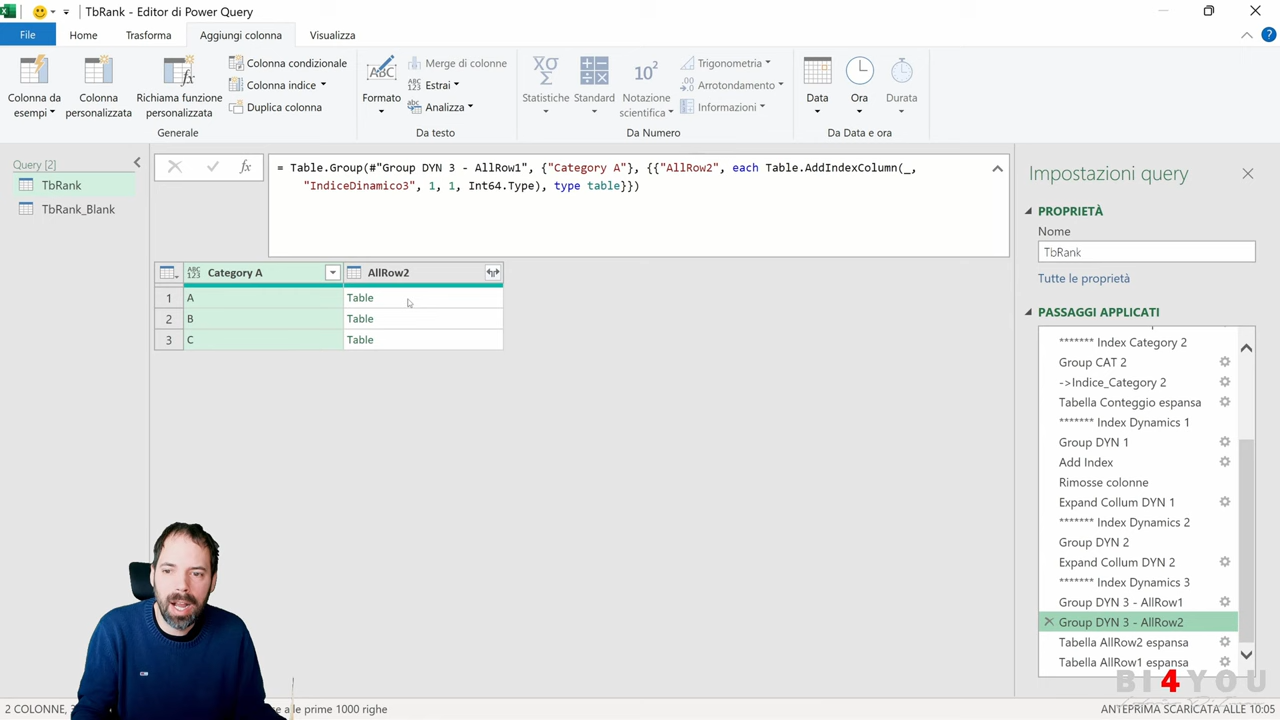 TbRank - Editor di Power Query
File
Home
Trasforma
Aggiungi colonna
Visualizza
Colonna da
esempi
Colonna
personalizzata
Richiama funzione
personalizzata
Colonna condizionale
Colonna indice
Duplica colonna
Generale
Formato
Merge di colonne
Estrai
Analizza
Da testo
Statistiche
Standard
Notazione
scientifica
Trigonometria
Arrotondamento
Informazioni
Da Numero
Data
Ora
Durata
Da Data e ora
Query [2]
TbRank
TbRank_Blank
= Table.Group(#"Group DYN 3 - AllRow1", {"Category A"}, {{"AllRow2", each Table.AddIndexColumn(_,
"IndiceDinamico3", 1, 1, Int64.Type), type table}})
Category A
AllRow2
1 A Table
2 B Table
3 C Table
Impostazioni query
PROPRIETÀ
Nome
TbRank
Tutte le proprietà
PASSAGGI APPLICATI
******* Index Category 2
Group CAT 2
->Indice_Category 2
Tabella Conteggio espansa
******* Index Dynamics 1
Group DYN 1
Add Index
Rimosse colonne
Expand Collum DYN 1
******* Index Dynamics 2
Group DYN 2
Expand Collum DYN 2
******* Index Dynamics 3
Group DYN 3 - AllRow1
Group DYN 3 - AllRow2
Tabella AllRow2 espansa
Tabella AllRow1 espansa
BI4YOU
2 COLONNE, 3
alle prime 1000 righe
ANTEPRIMA SCARICATA ALLE 10:05